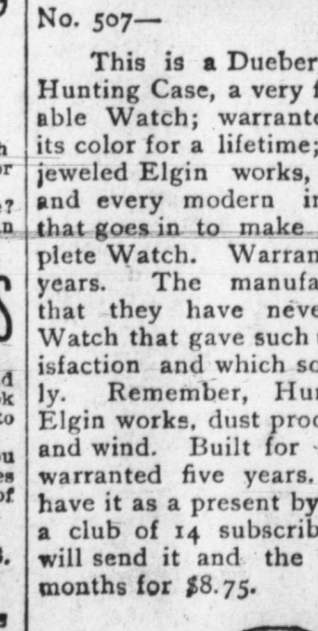 No. 507—
This is a Dueber
Hunting Case, a very f
able Watch; warrante
its color for a lifetime;
jeweled Elgin works,
and every modern in
that goes in to make
plete Watch. Warran
years. The manufa
that they have neve
Watch that gave such
isfaction and which so
ly. Remember, Hun
Elgin works, dust proo
and wind. Built for
warranted five years.
have it as a present by
a club of 14 subscrib
will send it and the
months for $8.75.